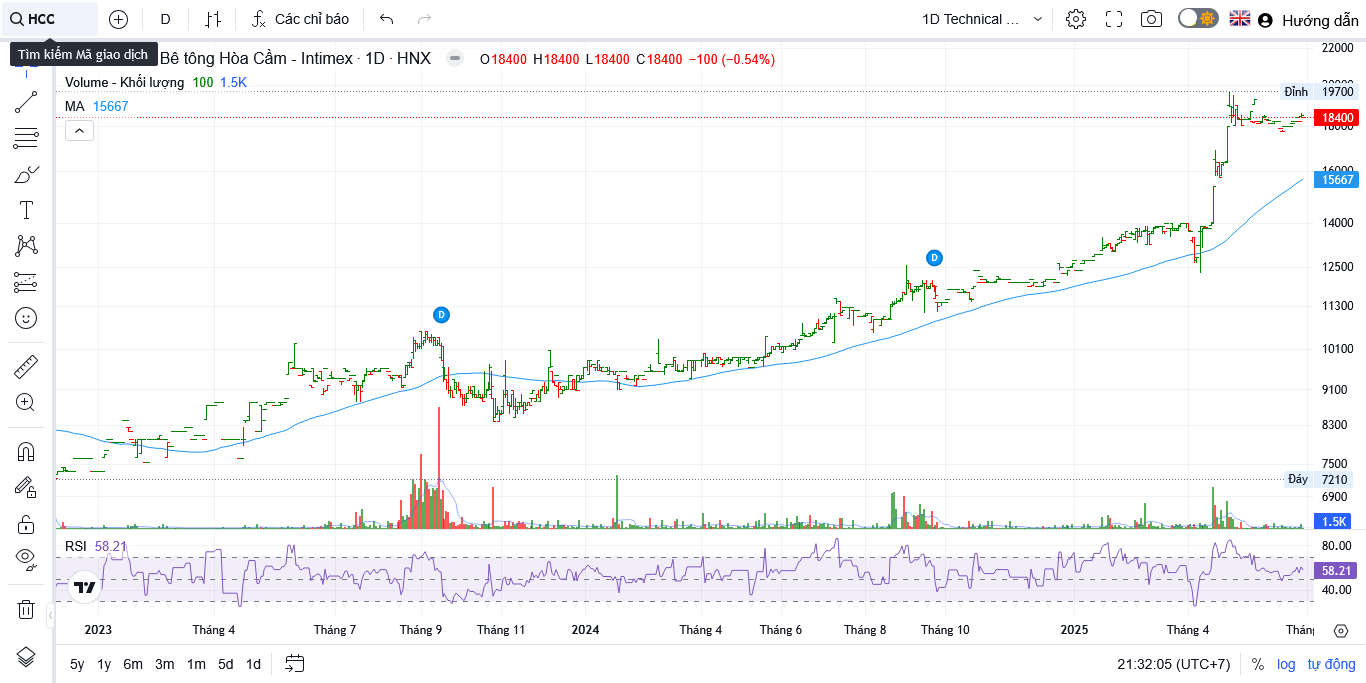 HCC
D
Các chỉ báo
1D Technical ...
Hướng dẫn
Tìm kiếm Mã giao dịch
Bê tông Hòa Cầm - Intimex · 1D · HNX
O18400 H18400 L18400 C18400 −100 (−0.54%)
Volume - Khối lượng 100 1.5K
MA 15667
22000
20000
Đỉnh 19700
18400
18000
16000
15667
14000
D
12500
11300
D
10100
9100
8300
7500
Đáy 7210
6900
1.5K
RSI 58.21
80.00
58.21
40.00
2023 Tháng 4 Tháng 7 Tháng 9 Tháng 11 2024 Tháng 4 Tháng 6 Tháng 8 Tháng 10 2025 Tháng 4 Thán
5y 1y 6m 3m 1m 5d 1d
21:32:05 (UTC+7) % log tự động